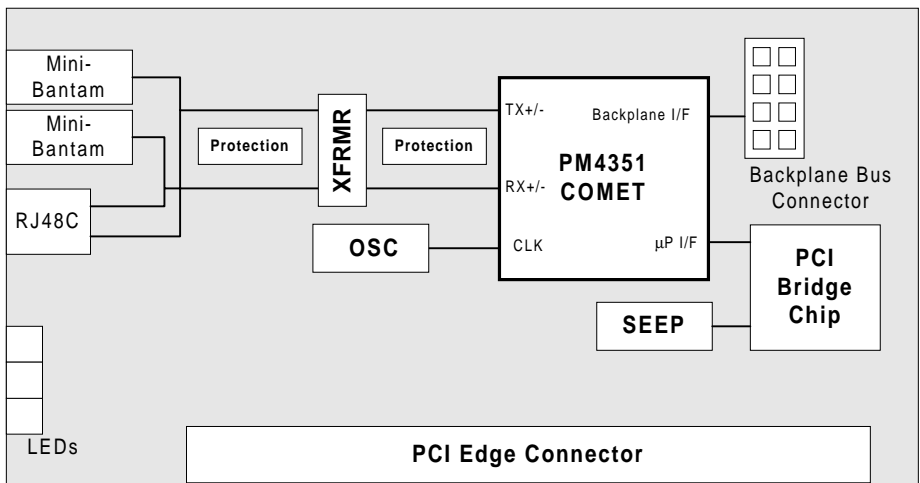 Mini-
Bantam
Mini-
Bantam
RJ48C
Protection
XFRMR
Protection
TX+/-
Backplane I/F
PM4351
COMET
RX+/-
CLK
µP I/F
OSC
Backplane Bus
Connector
PCI
Bridge
Chip
SEEP
LEDs
PCI Edge Connector